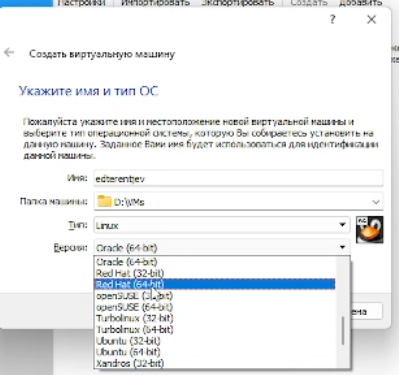 Настройки Импортировать Экспортировать Создать Добавить
? ×
← Создать виртуальную машину
Укажите имя и тип ОС
Пожалуйста укажите имя и местоположение новой виртуальной машины и
выберите тип операционной системы, которую Вы собираетесь установить на
данную машину. Заданное Вами имя будет использоваться для идентификации
данной машины.
Имя: edterentjev
Папка машины: D:\VMs
Тип: Linux
Версия: Oracle (64-bit)
Oracle (64-bit)
Red Hat (32-bit)
Red Hat (64-bit)
openSUSE (32-bit)
openSUSE (64-bit)
Turbolinux (32-bit)
Turbolinux (64-bit)
Ubuntu (32-bit)
Ubuntu (64-bit)
Xandros (32-bit)